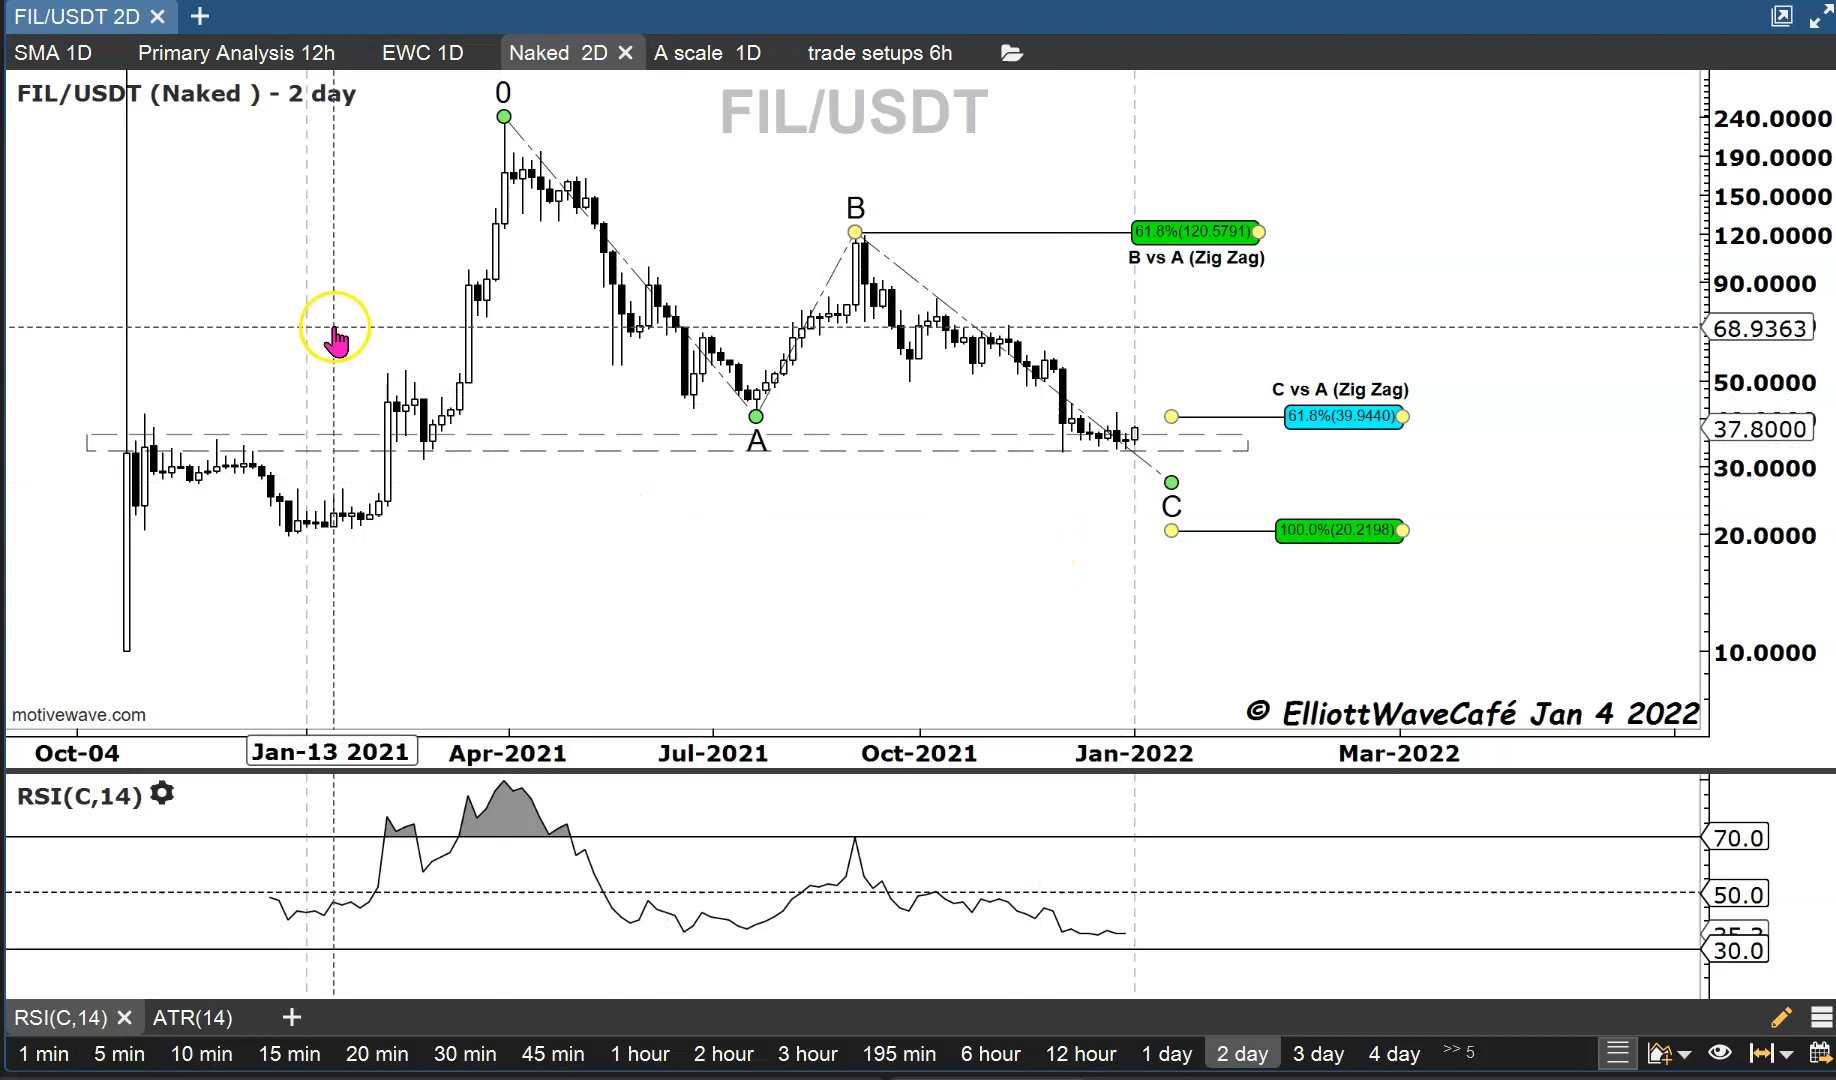 FIL/USDT 2D
SMA 1D Primary Analysis 12h EWC 1D Naked 2D A scale 1D trade setups 6h
FIL/USDT (Naked ) - 2 day
FIL/USDT
0
B
A
C
61.8%(120.5791)
B vs A (Zig Zag)
C vs A (Zig Zag)
61.8%(39.9440)
100.0%(20.2198)
240.0000
190.0000
150.0000
120.0000
90.0000
68.9363
50.0000
37.8000
30.0000
20.0000
10.0000
motivewave.com
© ElliottWaveCafé Jan 4 2022
Oct-04 Jan-13 2021 Apr-2021 Jul-2021 Oct-2021 Jan-2022 Mar-2022
RSI(C,14)
70.0
50.0
30.0
RSI(C,14) ATR(14)
1 min 5 min 10 min 15 min 20 min 30 min 45 min 1 hour 2 hour 3 hour 195 min 6 hour 12 hour 1 day 2 day 3 day 4 day >> 5